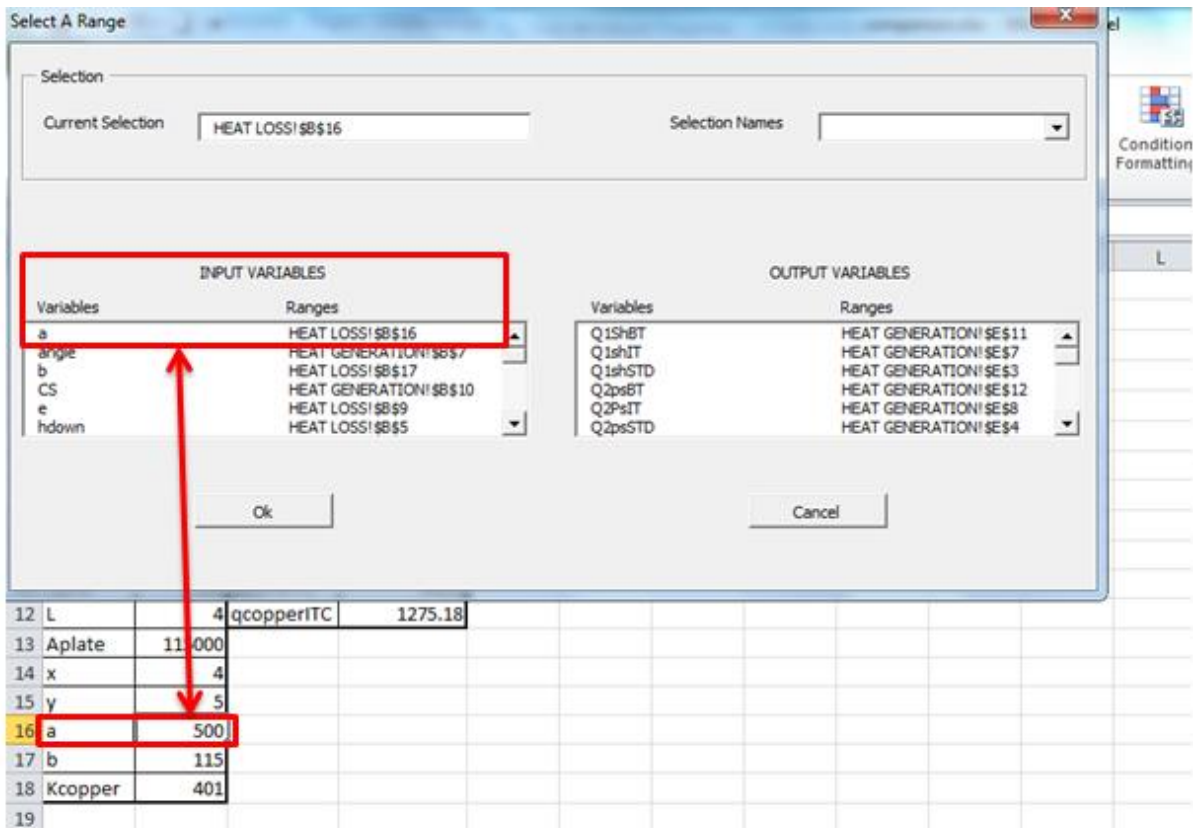 Select A Range
el
Selection
Current Selection HEAT LOSS!$B$16 Selection Names
Condition
Formatting
INPUT VARIABLES
Variables Ranges
a HEAT LOSS!$B$16
angle HEAT GENERATION!$B$7
b HEAT LOSS!$B$17
CS HEAT GENERATION!$B$10
e HEAT LOSS!$B$9
hdown HEAT LOSS!$B$5
OUTPUT VARIABLES
Variables Ranges
Q1ShBT HEAT GENERATION!$E$11
Q1shIT HEAT GENERATION!$E$7
Q1shSTD HEAT GENERATION!$E$3
Q2psBT HEAT GENERATION!$E$12
Q2PsIT HEAT GENERATION!$E$8
Q2psSTD HEAT GENERATION!$E$4
Ok Cancel
L
12 L 4 qcopperITC 1275.18
13 Aplate
14 x 4
15 y 5
16 a 500
17 b 115
18 Kcopper 401
19